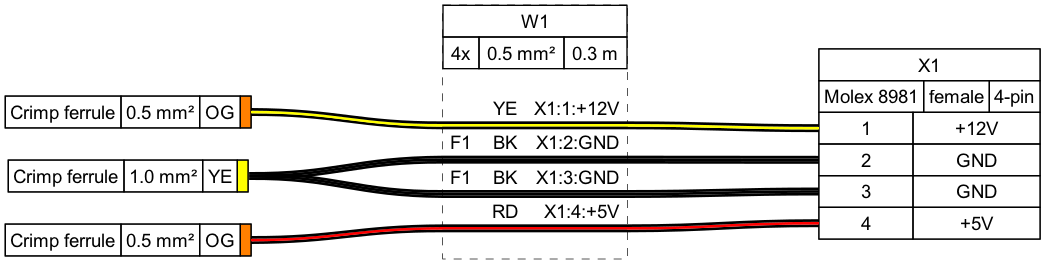 W1
4x 0.5 mm² 0.3 m
X1
Molex 8981 female 4-pin
Crimp ferrule 0.5 mm² OG
YE X1:1:+12V
1 +12V
F1 BK X1:2:GND
2 GND
Crimp ferrule 1.0 mm² YE
F1 BK X1:3:GND
3 GND
RD X1:4:+5V
4 +5V
Crimp ferrule 0.5 mm² OG